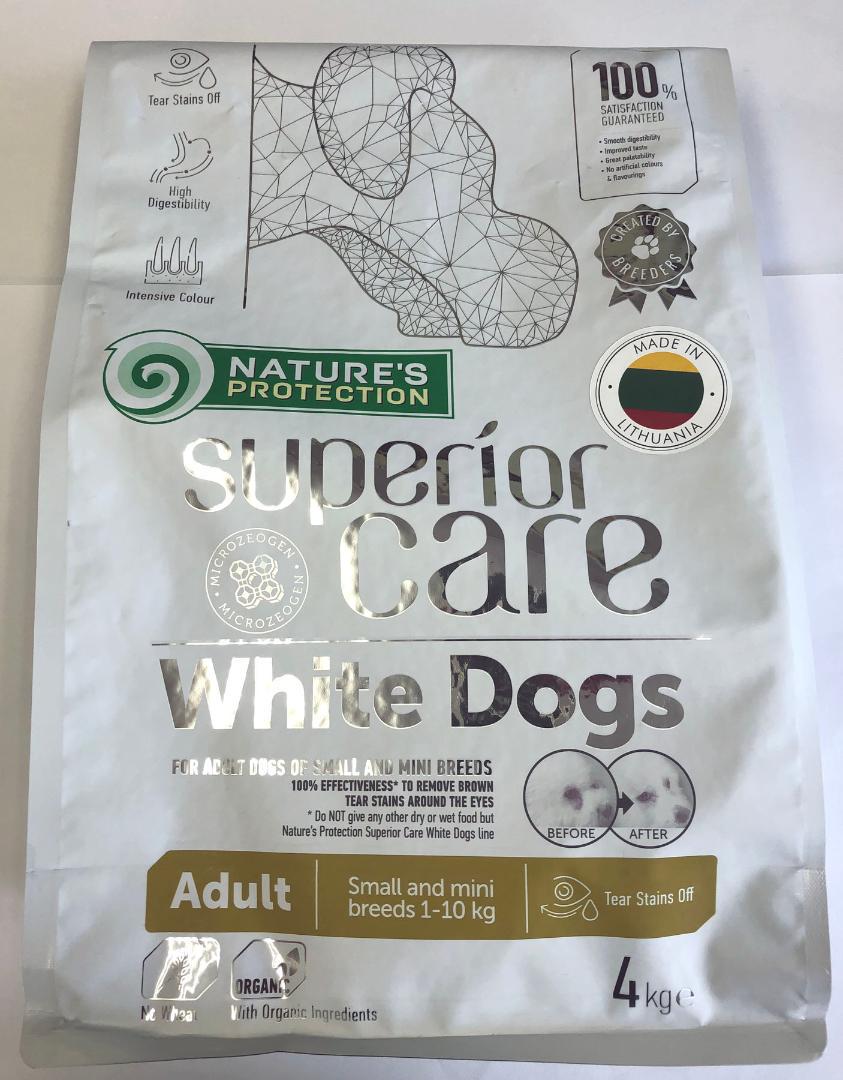 Tear Stains Off
High
Digestibility
Intensive Colour
100%
SATISFACTION
GUARANTEED
• Smooth digestibility
• Improved taste
• Great palatability
• No artificial colours
& flavourings
CREATED BY
BREEDERS
NATURE'S
PROTECTION
MADE IN
LITHUANIA
superior
care
• MICROZEOGEN •
MICROZEOGEN
White Dogs
FOR ADULT DOGS OF SMALL AND MINI BREEDS
100% EFFECTIVENESS* TO REMOVE BROWN
TEAR STAINS AROUND THE EYES
* Do NOT give any other dry or wet food but
Nature's Protection Superior Care White Dogs line
BEFORE
AFTER
Adult
Small and mini
breeds 1-10 kg
Tear Stains Off
No Wheat
ORGANIC
With Organic Ingredients
4 kg e